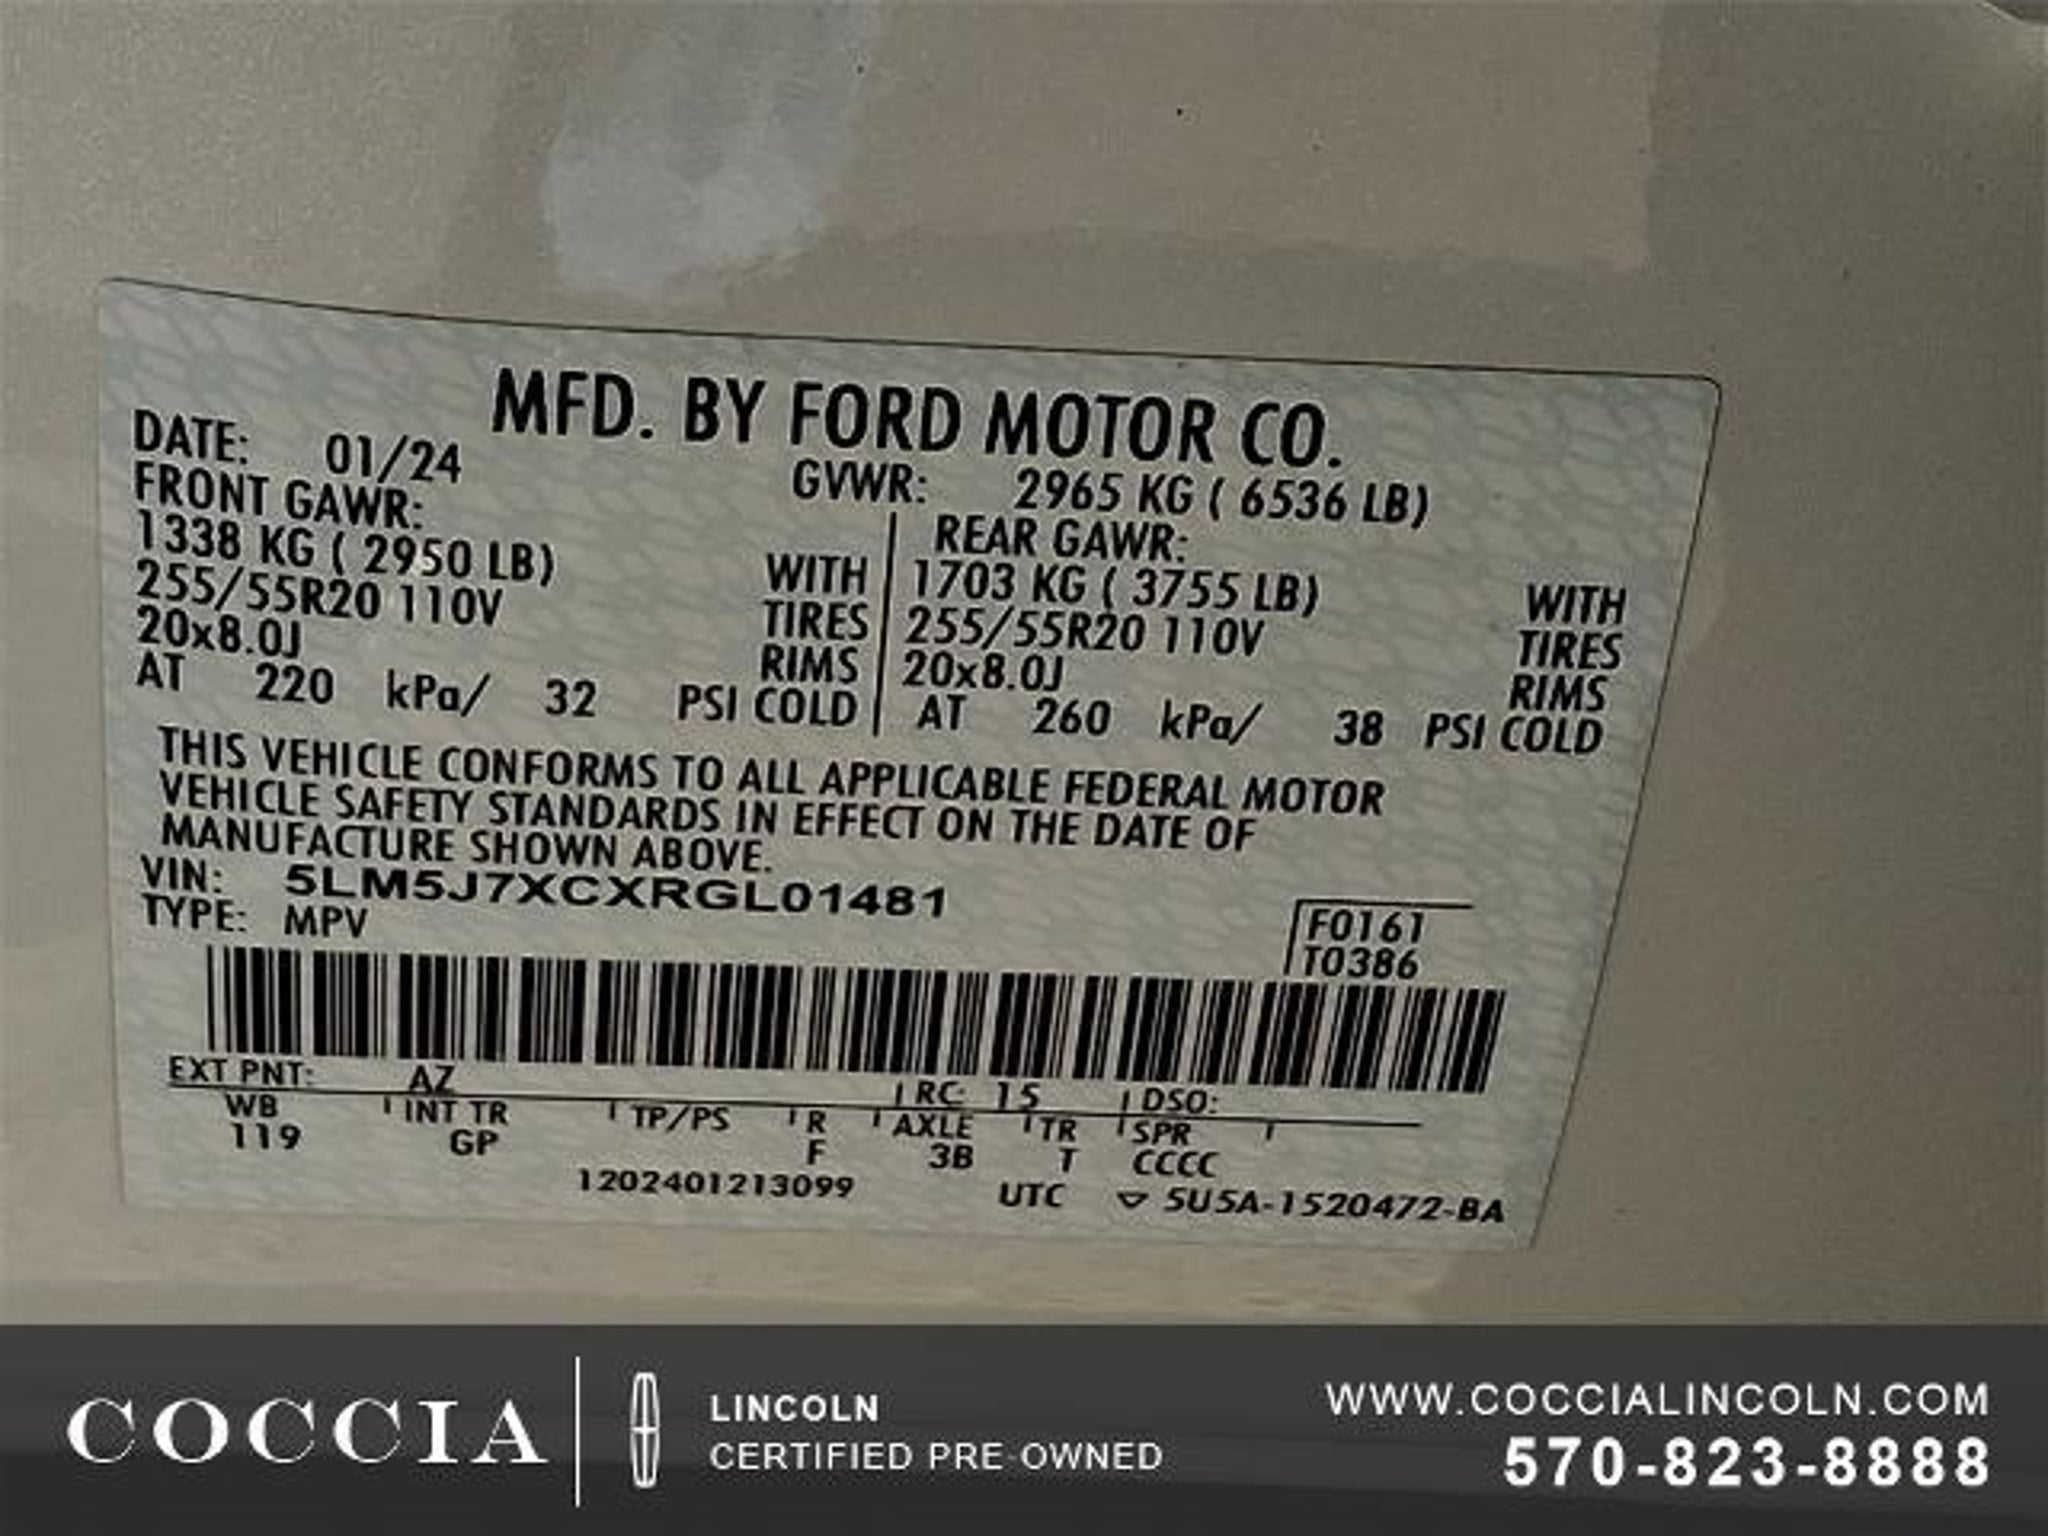 MFD. BY FORD MOTOR CO.
DATE: 01/24 GVWR: 2965 KG ( 6536 LB)
FRONT GAWR: REAR GAWR:
1338 KG ( 2950 LB) WITH 1703 KG ( 3755 LB) WITH
255/55R20 110V TIRES 255/55R20 110V TIRES
20x8.0J RIMS 20x8.0J RIMS
AT 220 kPa/ 32 PSI COLD AT 260 kPa/ 38 PSI COLD
THIS VEHICLE CONFORMS TO ALL APPLICABLE FEDERAL MOTOR
VEHICLE SAFETY STANDARDS IN EFFECT ON THE DATE OF
MANUFACTURE SHOWN ABOVE.
VIN: 5LM5J7XCXRGL01481
TYPE: MPV
F0161
T0386
EXT PNT: AZ RC: 15 DSO:
WB INT TR TP/PS R AXLE TR SPR
119 GP F 3B T CCCC
1202401213099 UTC 5U5A-1520472-BA
COCCIA
LINCOLN
CERTIFIED PRE-OWNED
WWW.COCCIALINCOLN.COM
570-823-8888